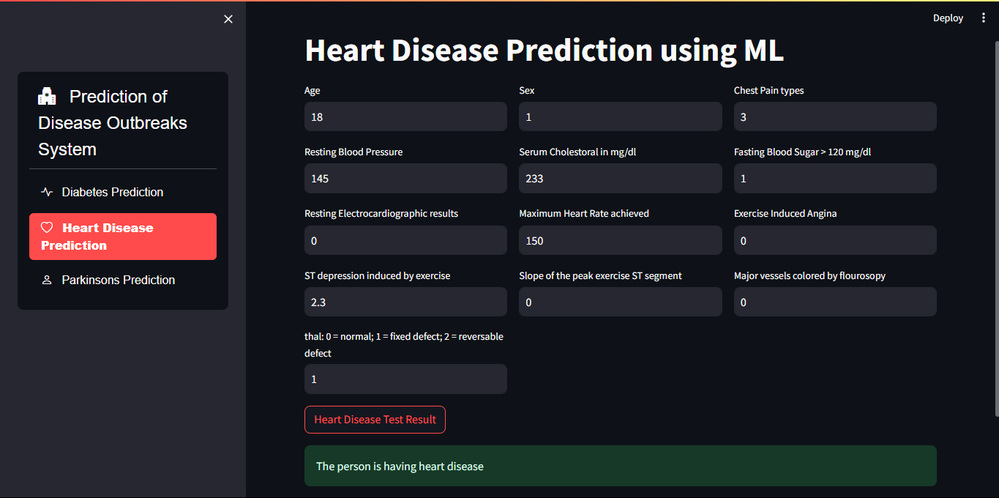 Deploy
Prediction of
Disease Outbreaks
System
Diabetes Prediction
Heart Disease
Prediction
Parkinsons Prediction
Heart Disease Prediction using ML
Age
Sex
Chest Pain types
18
1
3
Resting Blood Pressure
Serum Cholestoral in mg/dl
Fasting Blood Sugar > 120 mg/dl
145
233
1
Resting Electrocardiographic results
Maximum Heart Rate achieved
Exercise Induced Angina
0
150
0
ST depression induced by exercise
Slope of the peak exercise ST segment
Major vessels colored by flourosopy
2.3
0
0
thal: 0 = normal; 1 = fixed defect; 2 = reversable
defect
1
Heart Disease Test Result
The person is having heart disease